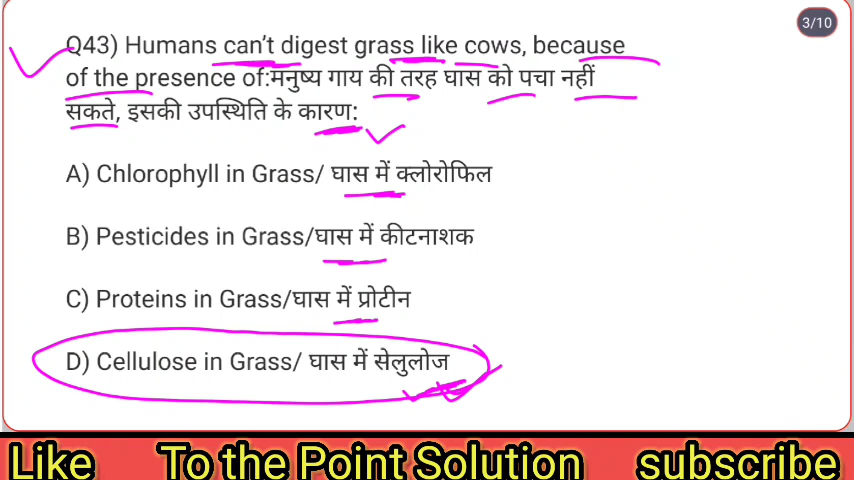 3/10
Q43) Humans can't digest grass like cows, because
of the presence of:मनुष्य गाय की तरह घास को पचा नहीं
सकते, इसकी उपस्थिति के कारण:
A) Chlorophyll in Grass/ घास में क्लोरोफिल
B) Pesticides in Grass/घास में कीटनाशक
C) Proteins in Grass/घास में प्रोटीन
D) Cellulose in Grass/ घास में सेलुलोज
Like To the Point Solution subscribe